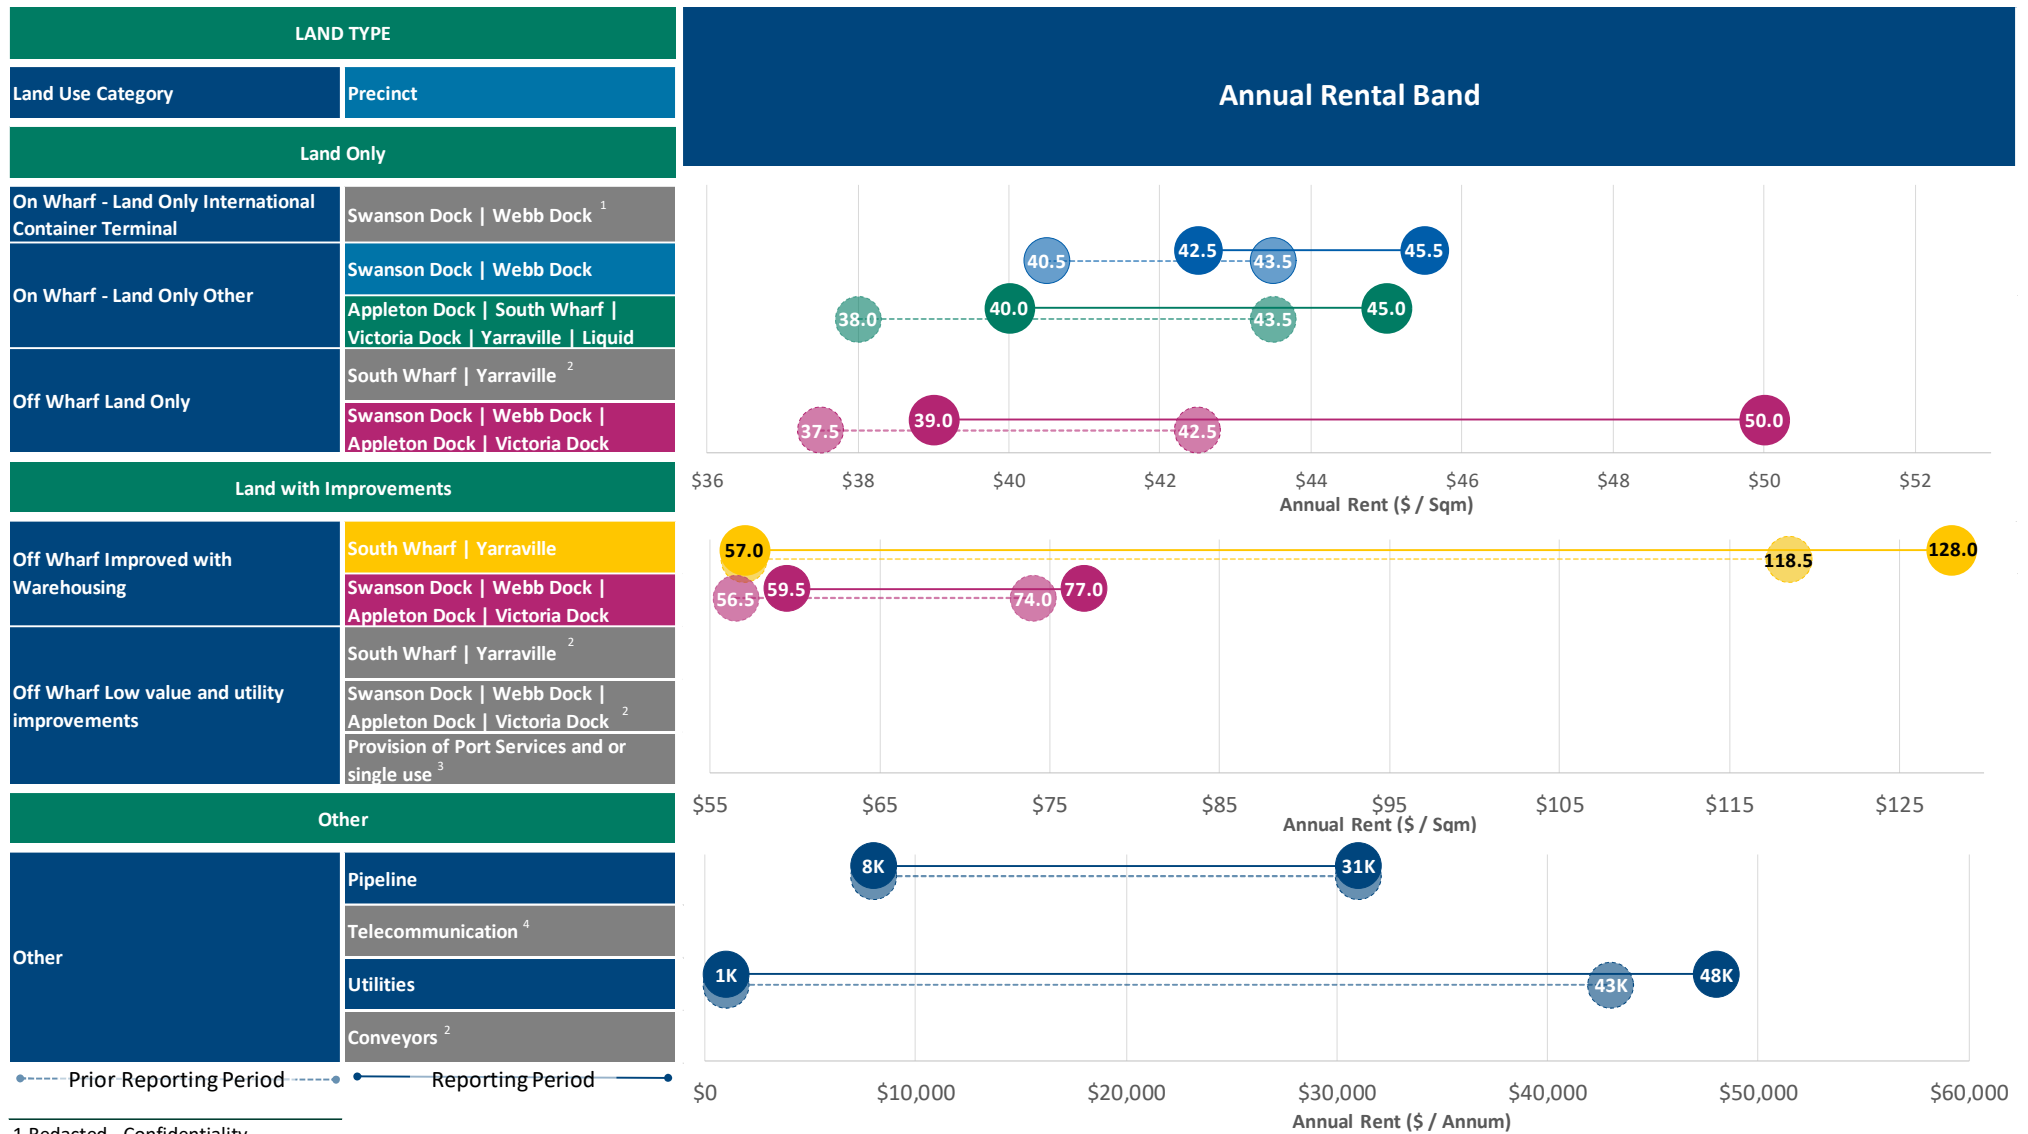 LAND TYPE
Annual Rental Band
Land Use Category
Precinct
Land Only
On Wharf - Land Only International
Container Terminal
Swanson Dock | Webb Dock 1
On Wharf - Land Only Other
Swanson Dock | Webb Dock
Appleton Dock | South Wharf |
Victoria Dock | Yarraville | Liquid
Off Wharf Land Only
South Wharf | Yarraville 2
Swanson Dock | Webb Dock |
Appleton Dock | Victoria Dock
40.5
42.5
43.5
45.5
38.0
40.0
43.5
45.0
37.5
39.0
42.5
50.0
$36 $38 $40 $42 $44 $46 $48 $50 $52
Annual Rent ($ / Sqm)
Land with Improvements
Off Wharf Improved with
Warehousing
South Wharf | Yarraville
Swanson Dock | Webb Dock |
Appleton Dock | Victoria Dock
Off Wharf Low value and utility
improvements
South Wharf | Yarraville 2
Swanson Dock | Webb Dock |
Appleton Dock | Victoria Dock 2
Provision of Port Services and or
single use 3
57.0
118.5
128.0
56.5
59.5
74.0
77.0
$55 $65 $75 $85 $95 $105 $115 $125
Annual Rent ($ / Sqm)
Other
Other
Pipeline
Telecommunication 4
Utilities
Conveyors 2
8K
31K
1K
43K
48K
$0 $10,000 $20,000 $30,000 $40,000 $50,000 $60,000
Annual Rent ($ / Annum)
Prior Reporting Period
Reporting Period
1 Redacted - Confidentiality